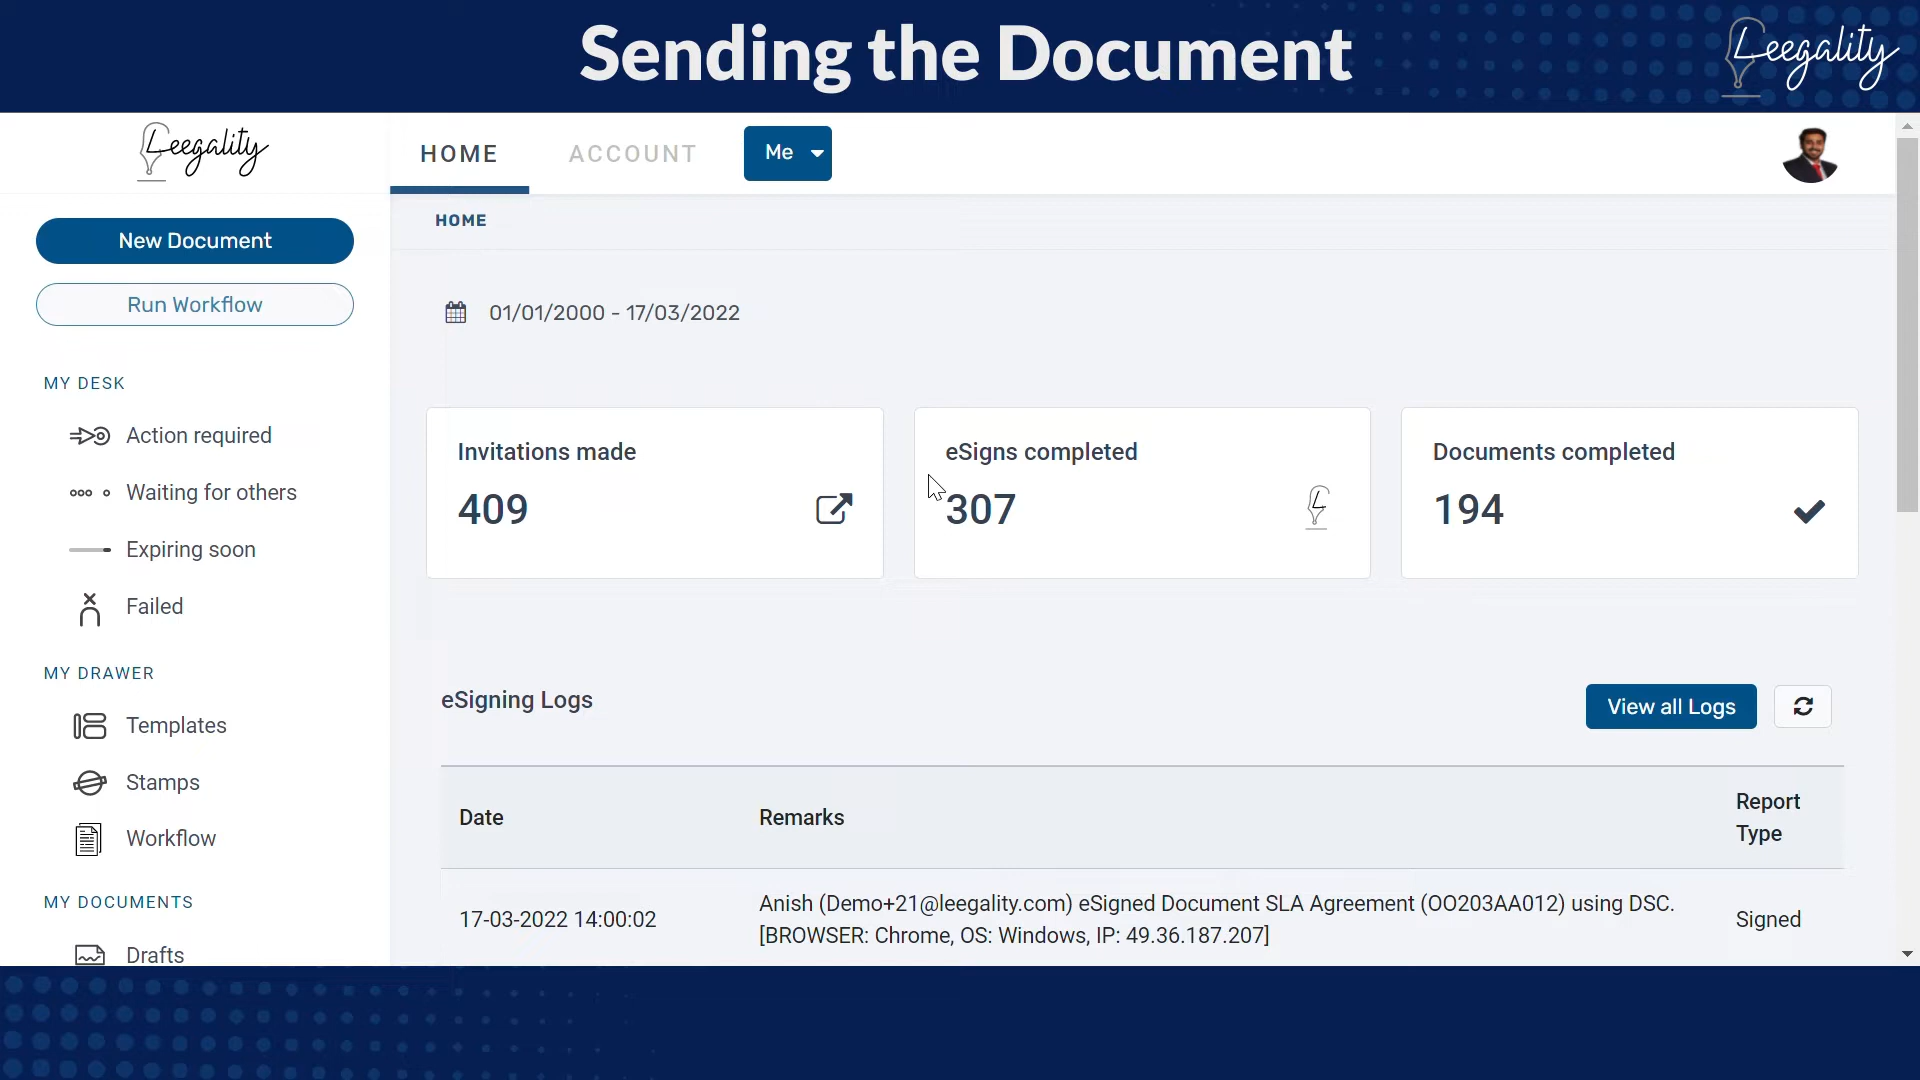 Sending the Document
Leegality
Leegality
HOME
ACCOUNT
Me
New Document
Run Workflow
MY DESK
Action required
Waiting for others
Expiring soon
Failed
MY DRAWER
Templates
Stamps
Workflow
MY DOCUMENTS
Drafts
HOME
01/01/2000 - 17/03/2022
Invitations made
409
eSigns completed
307
Documents completed
194
eSigning Logs
View all Logs
Date
Remarks
Report
Type
17-03-2022 14:00:02
Anish (Demo+21@leegality.com) eSigned Document SLA Agreement (OO203AA012) using DSC.
[BROWSER: Chrome, OS: Windows, IP: 49.36.187.207]
Signed